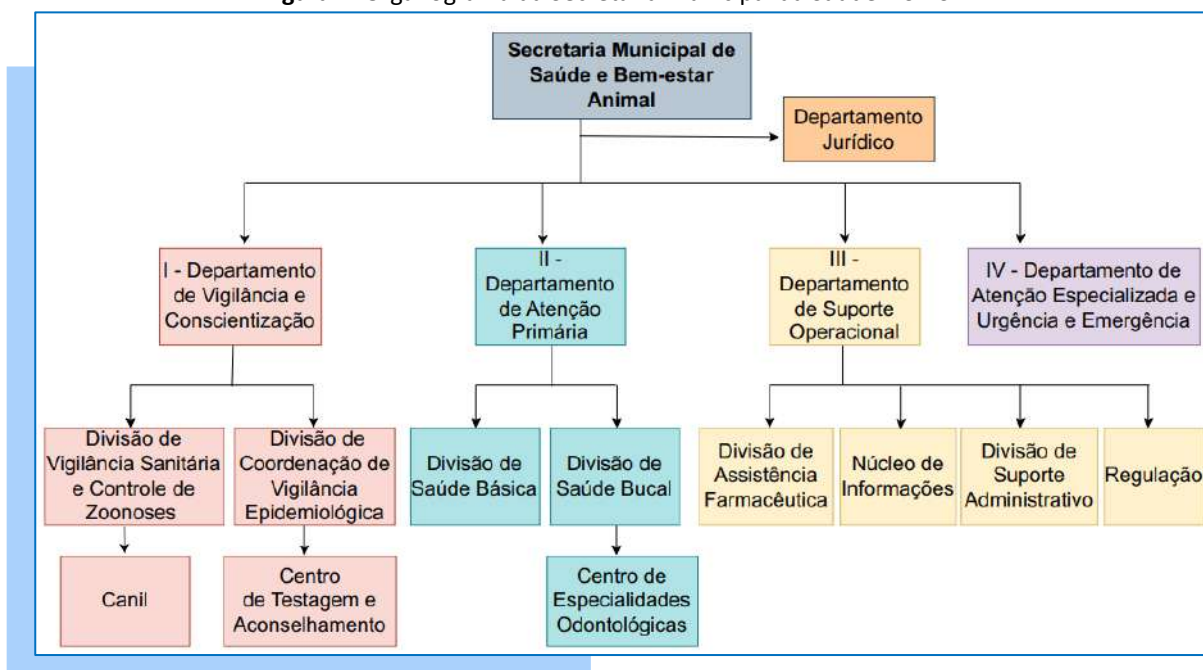 Secretaria Municipal de
Saúde e Bem-estar
Animal
Departamento
Jurídico
I - Departamento
de Vigilância e
Conscientização
II -
Departamento
de Atenção
Primária
III -
Departamento
de Suporte
Operacional
IV - Departamento de
Atenção Especializada e
Urgência e Emergência
Divisão de
Vigilância Sanitária
e Controle de
Zoonoses
Divisão de
Coordenação de
Vigilância
Epidemiológica
Divisão de
Saúde Básica
Divisão de
Saúde Bucal
Divisão de
Assistência
Farmacêutica
Núcleo de
Informações
Divisão de
Suporte
Administrativo
Regulação
Canil
Centro
de Testagem e
Aconselhamento
Centro de
Especialidades
Odontológicas